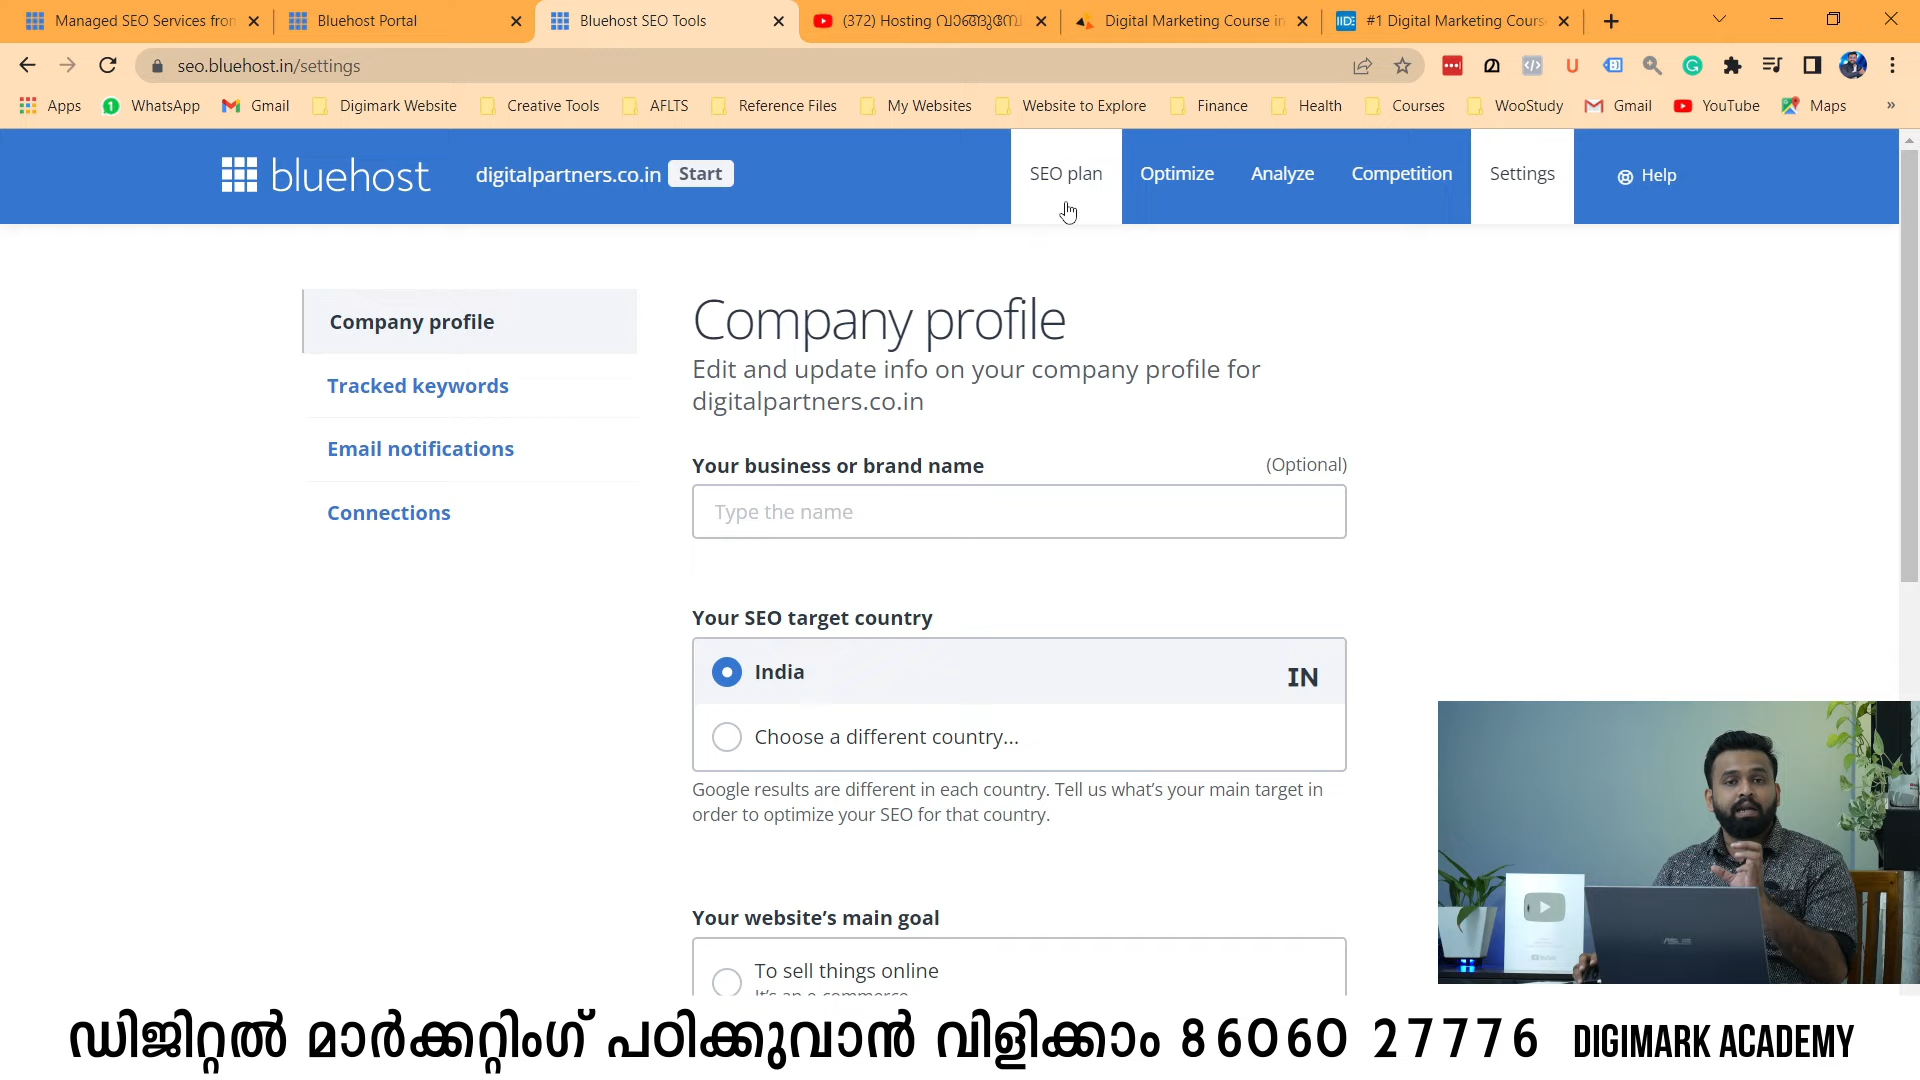 Managed SEO Services from
Bluehost Portal
Bluehost SEO Tools
(372) Hosting വാങ്ങുമ്പോ
Digital Marketing Course in
#1 Digital Marketing Cours
seo.bluehost.in/settings
Apps
WhatsApp
Gmail
Digimark Website
Creative Tools
AFLTS
Reference Files
My Websites
Website to Explore
Finance
Health
Courses
WooStudy
Gmail
YouTube
Maps
»
bluehost
digitalpartners.co.in Start
SEO plan
Optimize
Analyze
Competition
Settings
Help
Company profile
Tracked keywords
Email notifications
Connections
Company profile
Edit and update info on your company profile for
digitalpartners.co.in
Your business or brand name (Optional)
Type the name
Your SEO target country
India IN
Choose a different country...
Google results are different in each country. Tell us what's your main target in
order to optimize your SEO for that country.
Your website's main goal
To sell things online
It's an e-commerce
ASUS
ഡിജിറ്റൽ മാർക്കറ്റിംഗ് പഠിക്കുവാൻ വിളിക്കാം 86060 27776 DIGIMARK ACADEMY